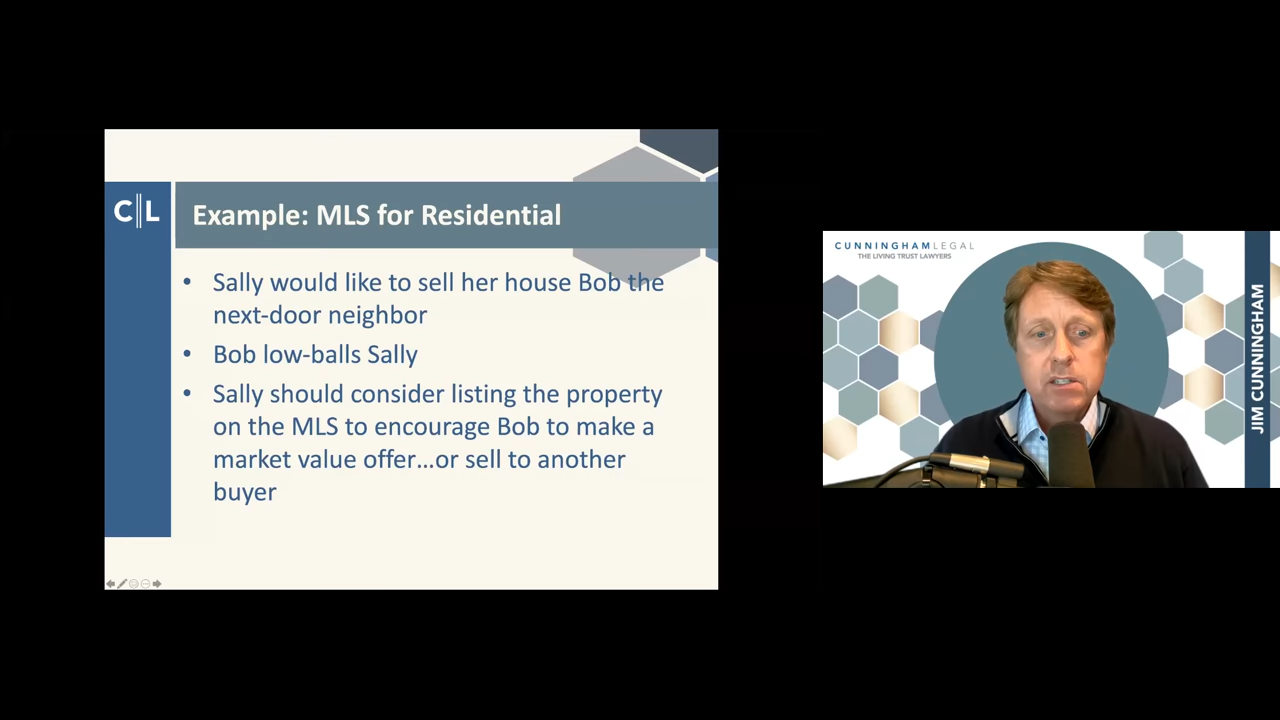 C||L
Example: MLS for Residential
• Sally would like to sell her house Bob the
next-door neighbor
• Bob low-balls Sally
• Sally should consider listing the property
on the MLS to encourage Bob to make a
market value offer…or sell to another
buyer
CUNNINGHAMLEGAL
THE LIVING TRUST LAWYERS
JIM CUNNINGHAM